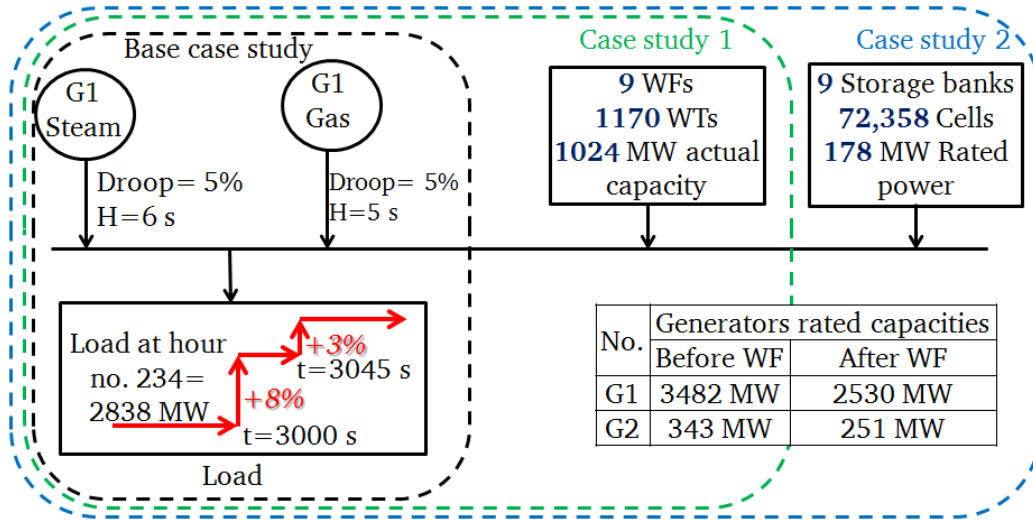 Base case study
Case study 1
Case study 2
G1
Steam
G1
Gas
9 WFs
1170 WTs
1024 MW actual
capacity
9 Storage banks
72,358 Cells
178 MW Rated
power
Droop= 5%
H=6 s
Droop= 5%
H=5 s
Load at hour
no. 234=
2838 MW
+8%
t=3000 s
+3%
t=3045 s
Load
No. Generators rated capacities
Before WF After WF
G1 3482 MW 2530 MW
G2 343 MW 251 MW